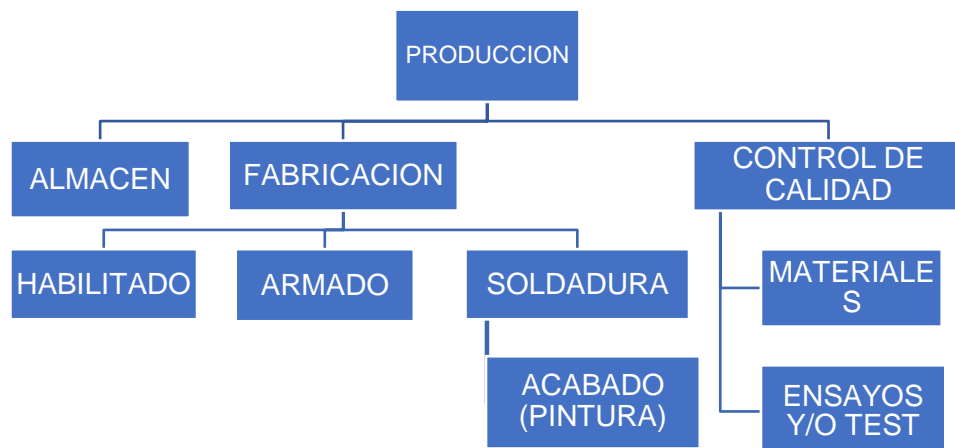 PRODUCCION
ALMACEN
FABRICACION
CONTROL DE
CALIDAD
HABILITADO
ARMADO
SOLDADURA
MATERIALE
S
ACABADO
(PINTURA)
ENSAYOS
Y/O TEST